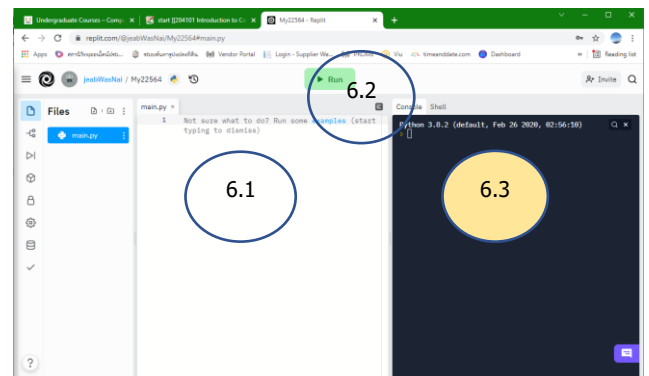 Undergraduate Courses - Comp
start [[204101 Introduction to Co
My22564 - Replit
replit.com/@jeabWasNai/My22564#main.py
Apps
Vendor Portal
Login - Supplier We...
Viu
timeanddate.com
Dashboard
Reading list
jeabWasNai / My22564
Run
6.2
Invite
Files
main.py
Console Shell
main.py
1 Not sure what to do? Run some examples (start
typing to dismiss)
Python 3.8.2 (default, Feb 26 2020, 02:56:10)
6.1
6.3
?